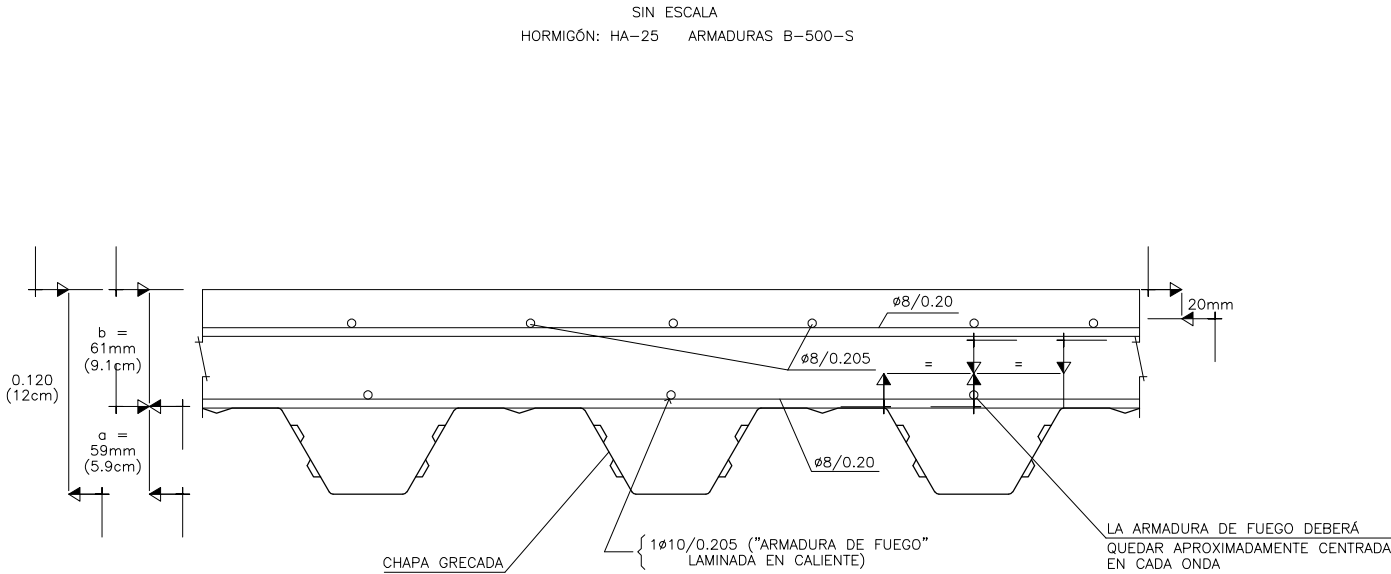 SIN ESCALA
HORMIGÓN: HA-25 ARMADURAS B-500-S
ø8/0.20
20mm
b =
61mm
(9.1cm)
ø8/0.205
= =
0.120
(12cm)
a =
59mm
(5.9cm)
ø8/0.20
LA ARMADURA DE FUEGO DEBERÁ
QUEDAR APROXIMADAMENTE CENTRADA
EN CADA ONDA
1ø10/0.205 ("ARMADURA DE FUEGO"
LAMINADA EN CALIENTE)
CHAPA GRECADA